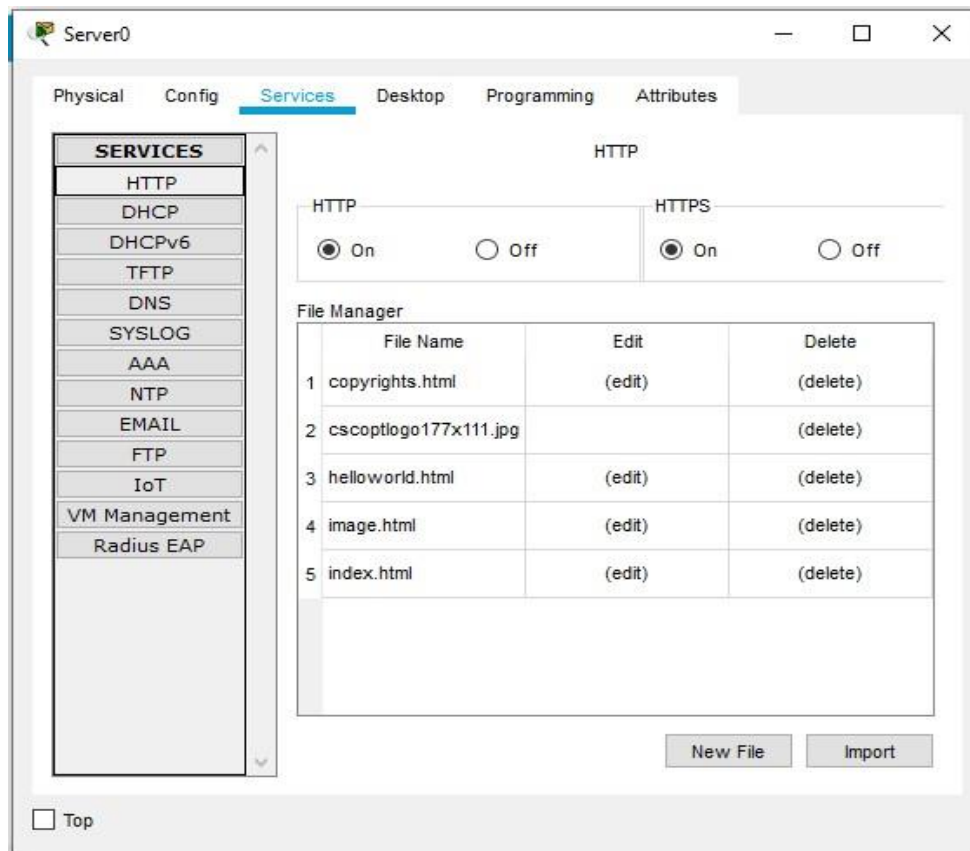 Server0
Physical Config Services Desktop Programming Attributes
SERVICES
HTTP
DHCP
DHCPv6
TFTP
DNS
SYSLOG
AAA
NTP
EMAIL
FTP
IoT
VM Management
Radius EAP
HTTP
HTTP HTTPS
On Off On Off
File Manager
File Name Edit Delete
1 copyrights.html (edit) (delete)
2 cscoptlogo177x111.jpg (delete)
3 helloworld.html (edit) (delete)
4 image.html (edit) (delete)
5 index.html (edit) (delete)
New File Import
Top